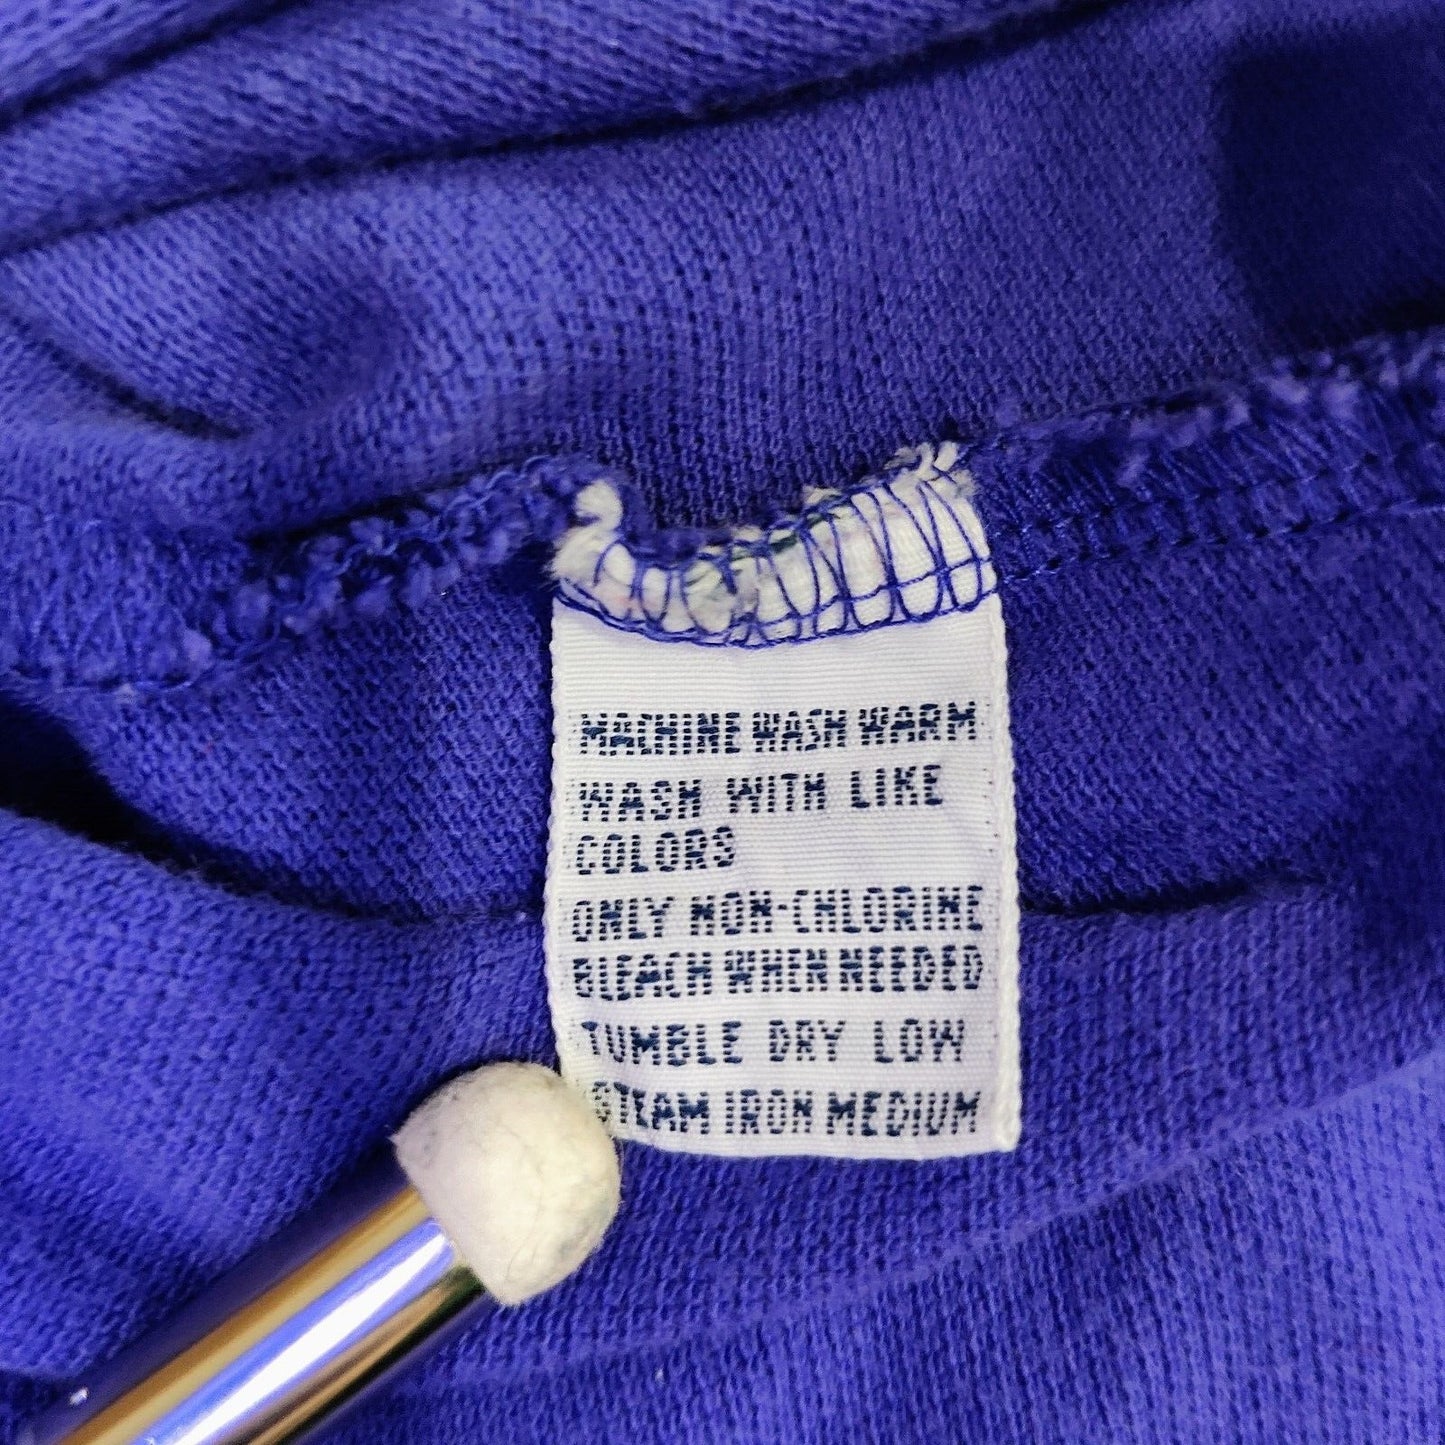 MACHINE WASH WARM
WASH WITH LIKE
COLORS
ONLY NON-CHLORINE
BLEACH WHEN NEEDED
TUMBLE DRY LOW
STEAM IRON MEDIUM